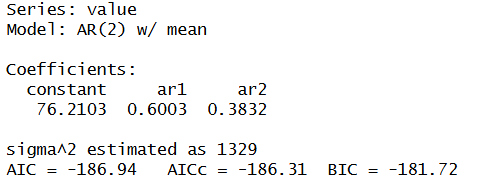 Series: value
Model: AR(2) w/ mean
Coefficients:
constant ar1 ar2
76.2103 0.6003 0.3832
sigma^2 estimated as 1329
AIC = -186.94 AICc = -186.31 BIC = -181.72